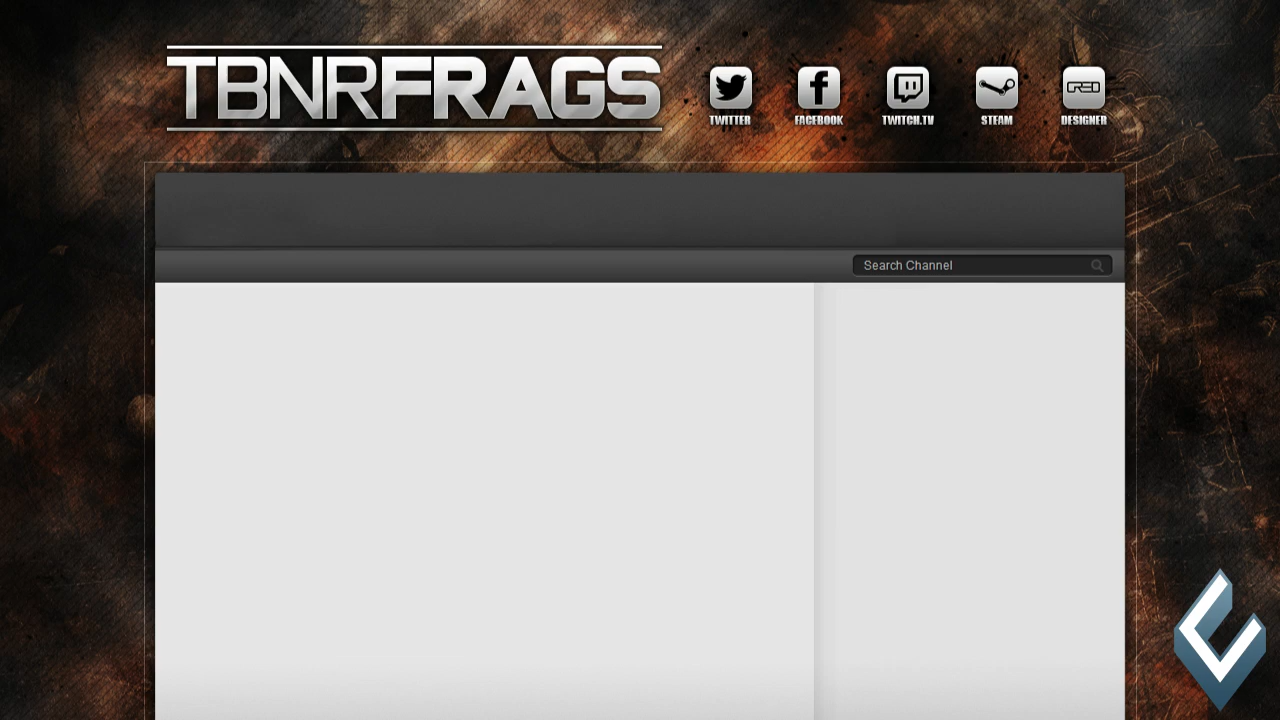 TBNRFRAGS
TWITTER FACEBOOK TWITCH.TV STEAM DESIGNER
Search Channel